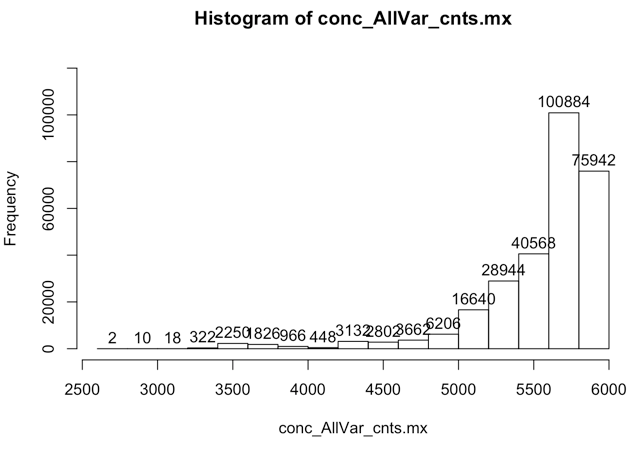 Histogram of conc_AllVar_cnts.mx
Frequency
100000
60000
20000
0
2 10 18 322 2250 1826 966 448 3132 2802 3662 6206 16640 28944 40568 100884 75942
2500 3000 3500 4000 4500 5000 5500 6000
conc_AllVar_cnts.mx